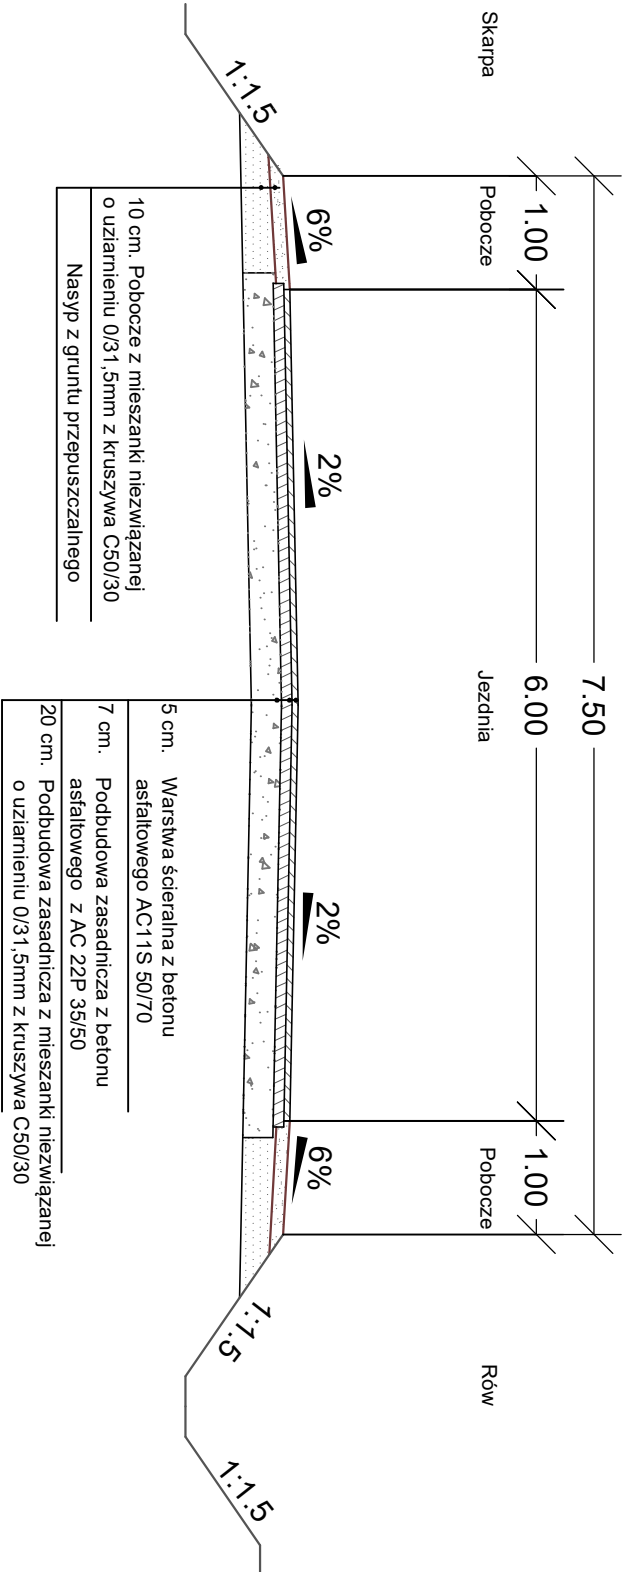 7.50
1.00
6.00
1.00
Skarpa
Pobocze
Jezdnia
Pobocze
Rów
6%
2%
2%
6%
1:1.5
1:1.5
1:1.5
10 cm. Pobocze z mieszanki niezwiązanej
o uziarnieniu 0/31,5mm z kruszywa C50/30
Nasyp z gruntu przepuszczalnego
5 cm. Warstwa ścieralna z betonu
asfaltowego AC11S 50/70
7 cm. Podbudowa zasadnicza z betonu
asfaltowego z AC 22P 35/50
20 cm. Podbudowa zasadnicza z mieszanki niezwiązanej
o uziarnieniu 0/31,5mm z kruszywa C50/30